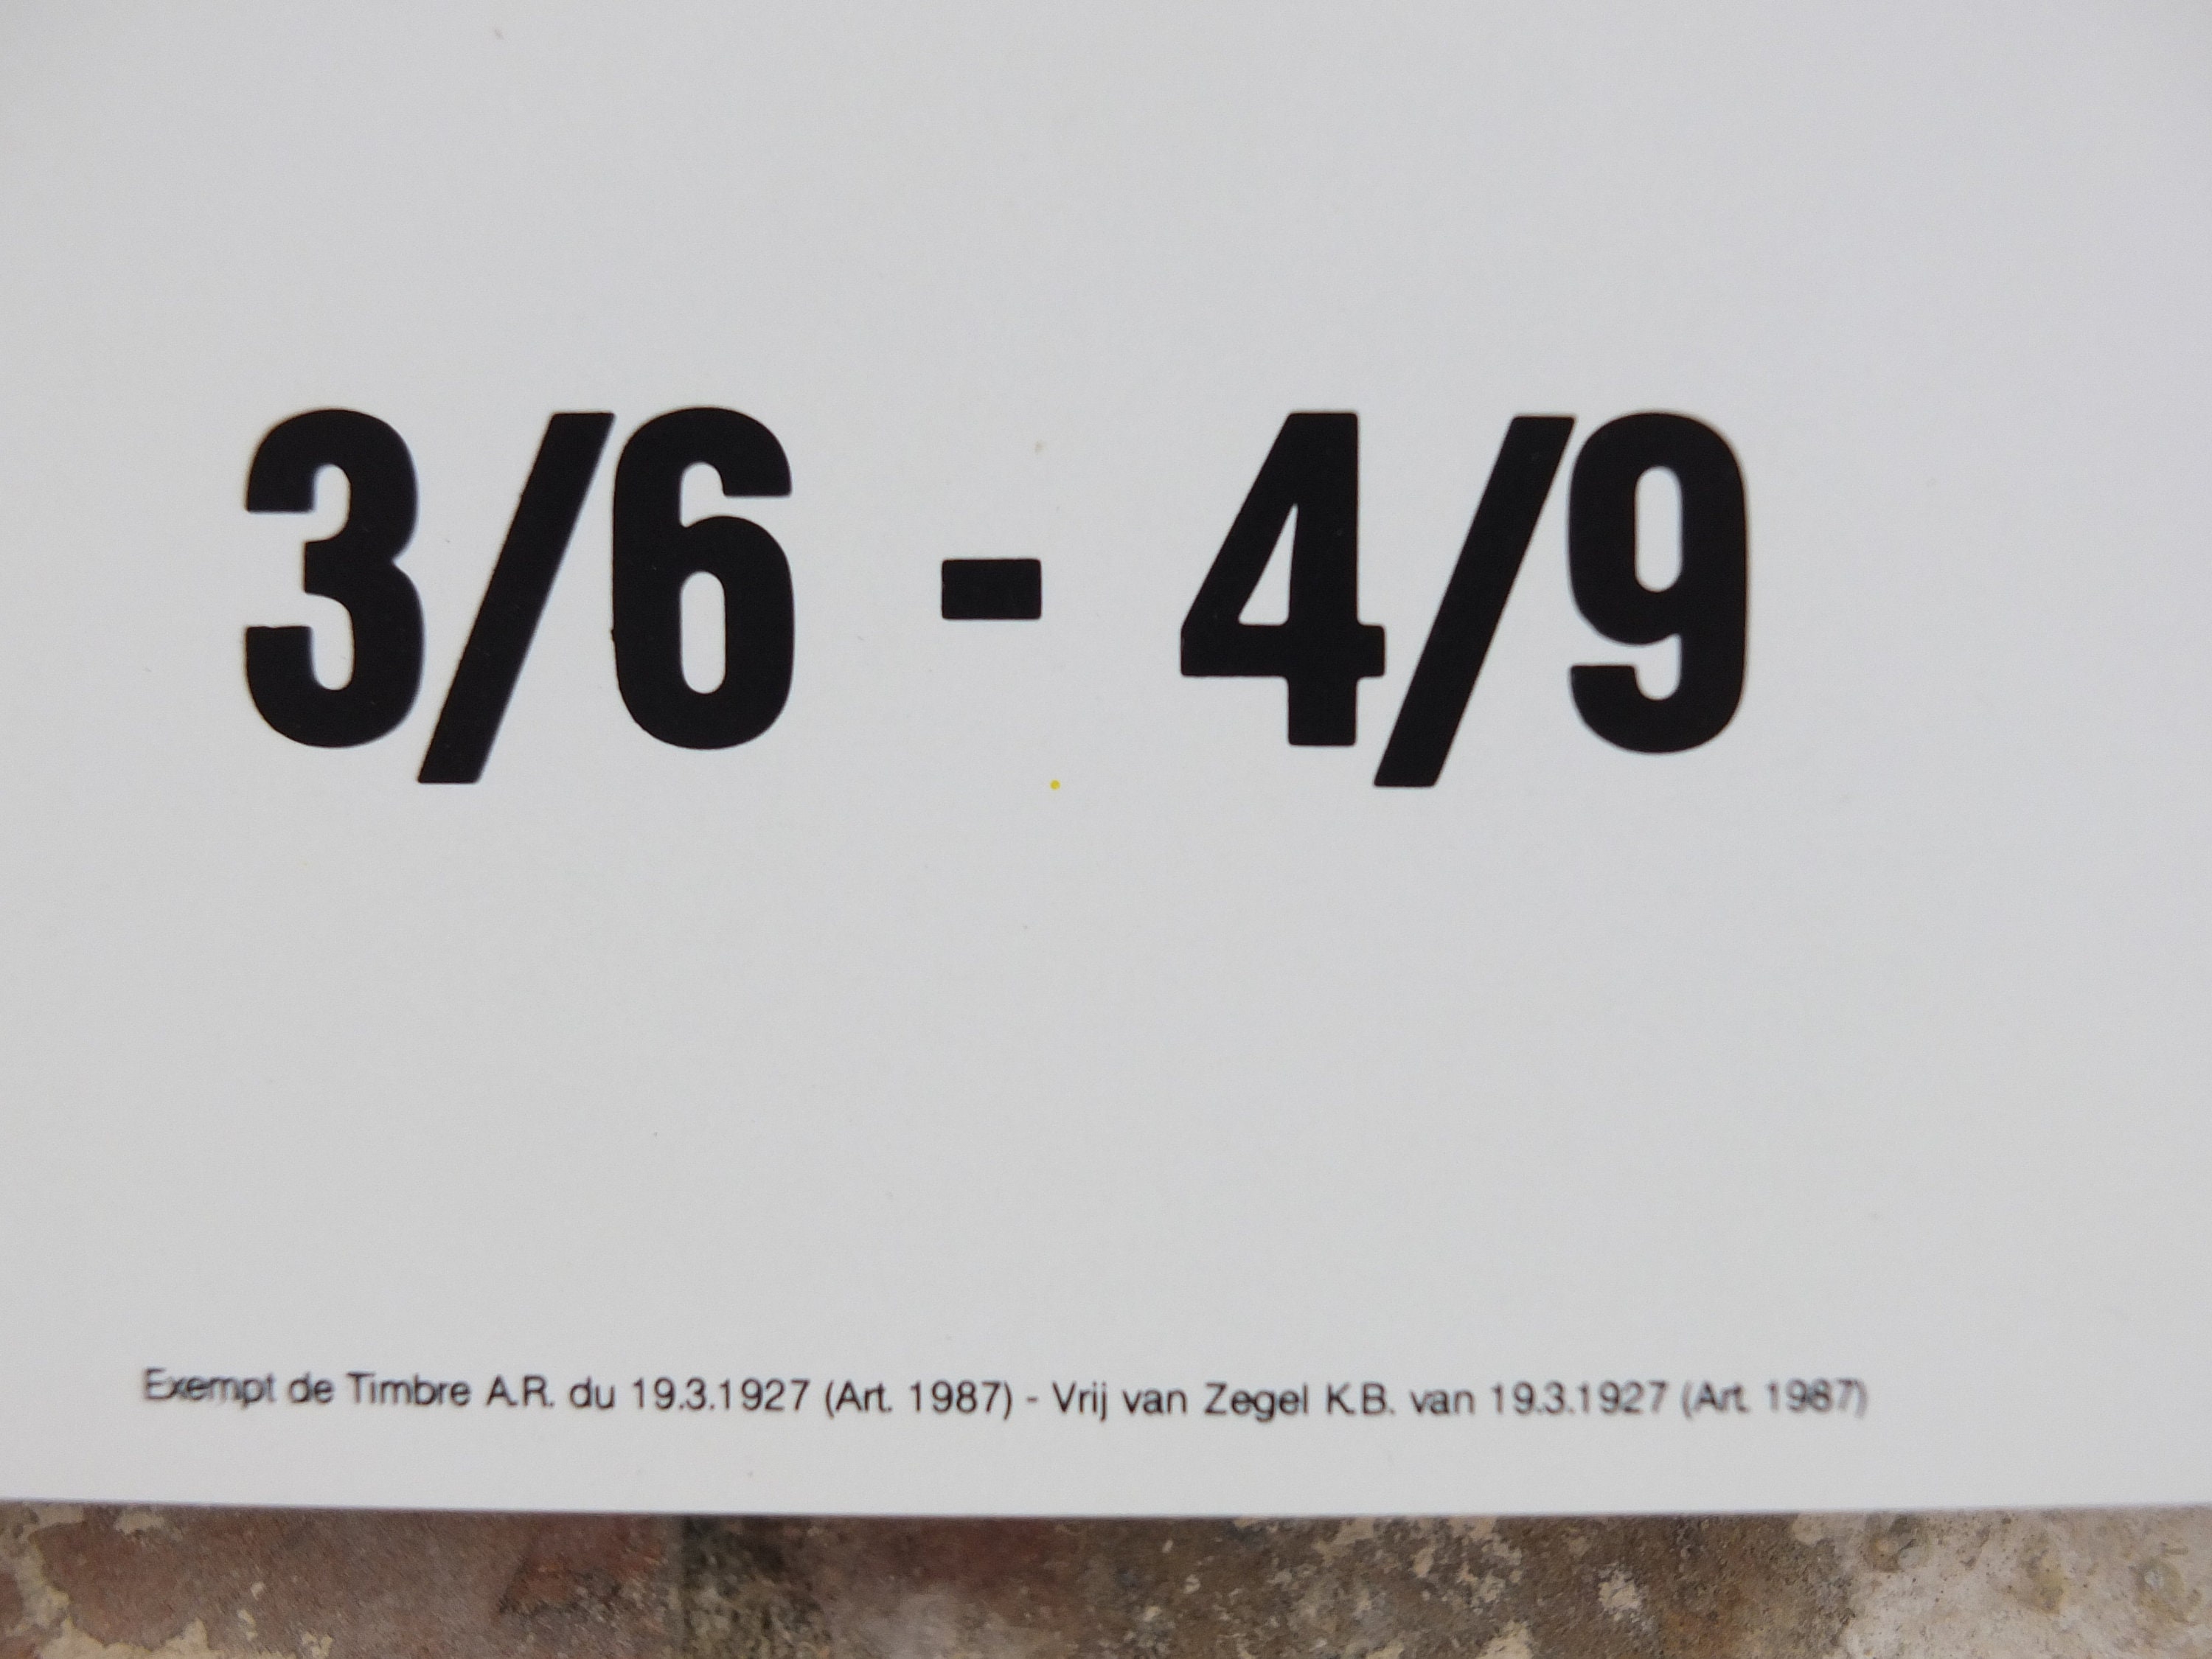 3/6 - 4/9
Exempt de Timbre A.R. du 19.3.1927 (Art. 1987) - Vrij van Zegel K.B. van 19.3.1927 (Art. 1987)